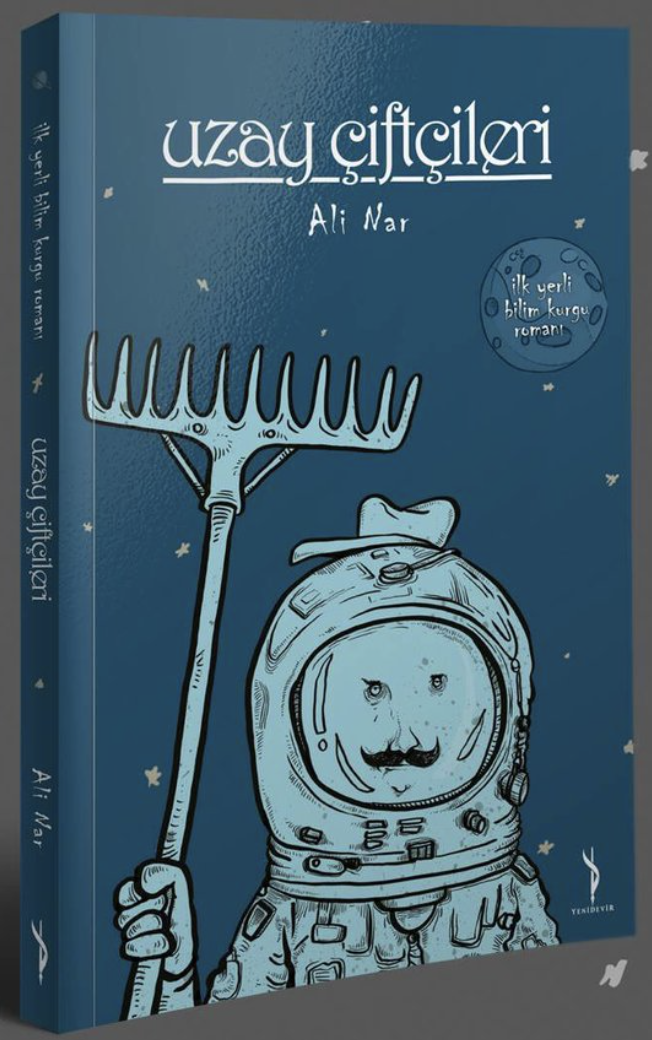 uzay çiftçileri
Ali Nar
ilk yerli
bilim kurgu
romanı
YENİDEVİR
ilk yerli bilim kurgu romanı
uzay çiftçileri
Ali Nar